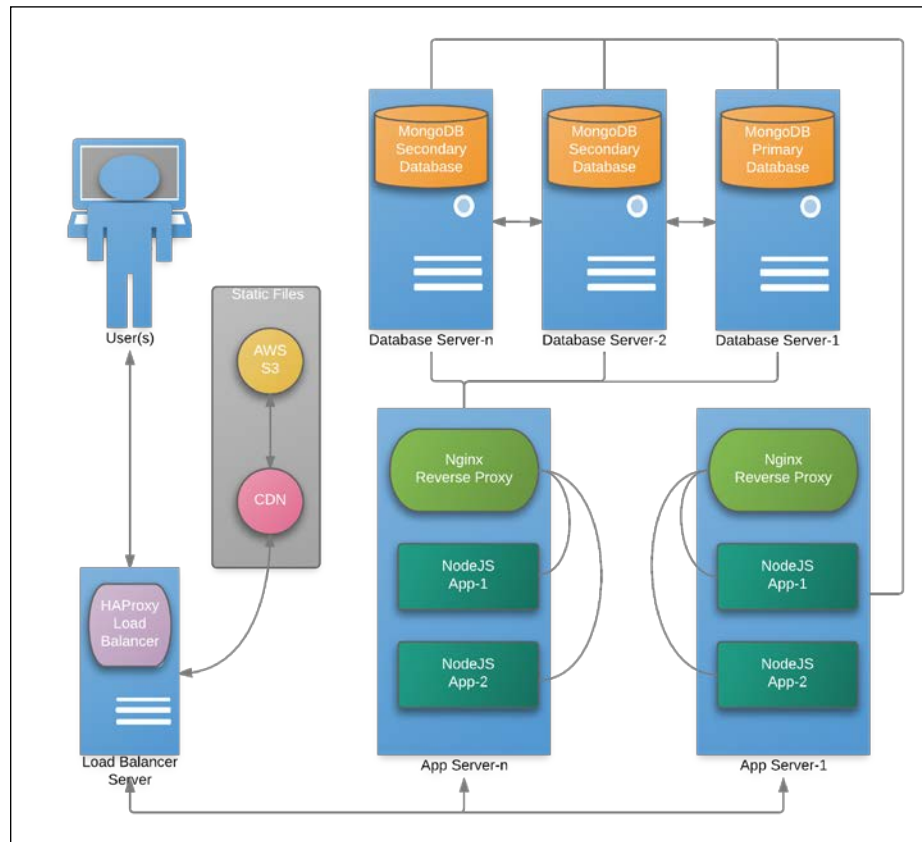 MongoDB
Secondary
Database
MongoDB
Secondary
Database
MongoDB
Primary
Database
Database Server-n
Database Server-2
Database Server-1
User(s)
Static Files
AWS
S3
CDN
HAProxy
Load
Balancer
Load Balancer
Server
Nginx
Reverse Proxy
NodeJS
App-1
NodeJS
App-2
App Server-n
Nginx
Reverse Proxy
NodeJS
App-1
NodeJS
App-2
App Server-1